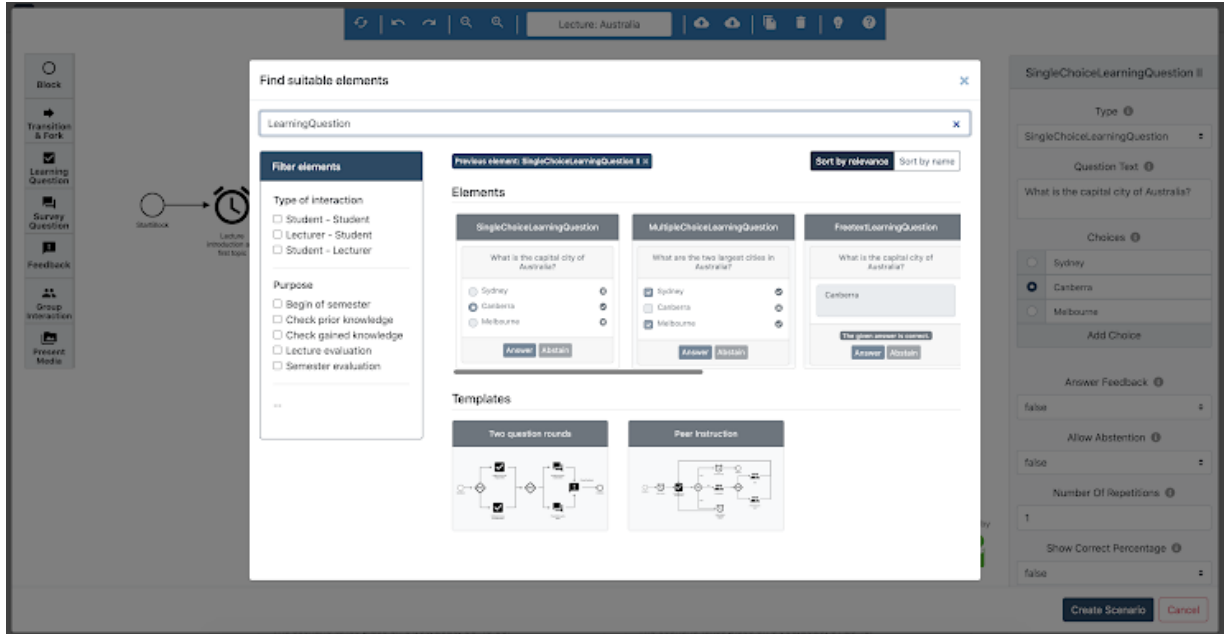 Lecture: Australia
Block
Transition
& Fork
Learning
Question
Survey
Question
Feedback
Group
Interaction
Present
Media
StartBlock
Lecture
first topic
Find suitable elements
LearningQuestion
Filter elements
Type of interaction
Student - Student
Lecturer - Student
Student - Lecturer
Purpose
Begin of semester
Check prior knowledge
Check gained knowledge
Lecture evaluation
Semester evaluation
...
Previous element: SingleChoiceLearningQuestion II ×
Sort by relevance
Sort by name
Elements
SingleChoiceLearningQuestion
What is the capital city of
Australia?
Sydney
Canberra
Melbourne
Answer
Abstain
MultipleChoiceLearningQuestion
What are the two largest cities in
Australia?
Sydney
Canberra
Melbourne
Answer
Abstain
FreetextLearningQuestion
What is the capital city of
Australia?
Canberra
The given answer is correct.
Answer
Abstain
Templates
Two question rounds
Peer Instruction
SingleChoiceLearningQuestion II
Type
SingleChoiceLearningQuestion
Question Text
What is the capital city of Australia?
Choices
Sydney
Canberra
Melbourne
Add Choice
Answer Feedback
false
Allow Abstention
false
Number Of Repetitions
1
Show Correct Percentage
false
Create Scenario
Cancel